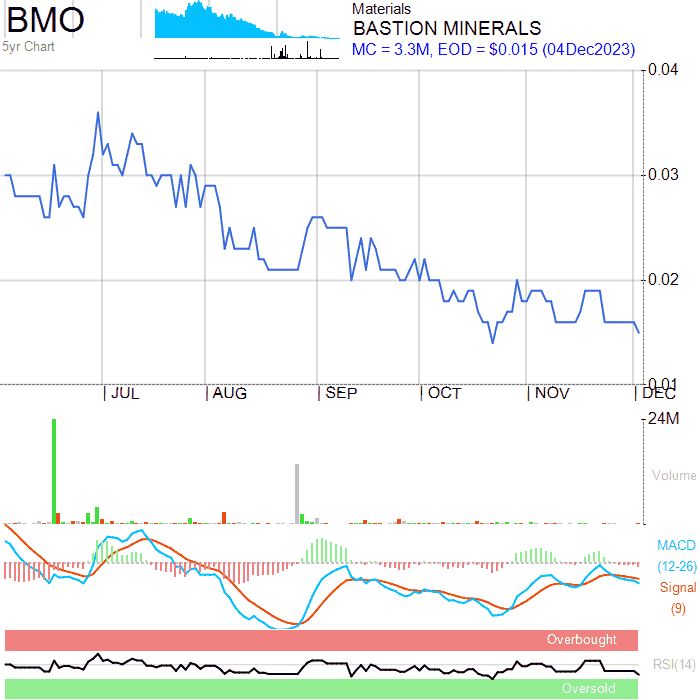 BMO
5yr Chart
Materials
BASTION MINERALS
MC = 3.3M, EOD = $0.015 (04Dec2023)
0.04
0.03
0.02
0.01
JUL AUG SEP OCT NOV DEC
24M
Volume
MACD
(12-26)
Signal
(9)
Overbought
RSI(14)
Oversold